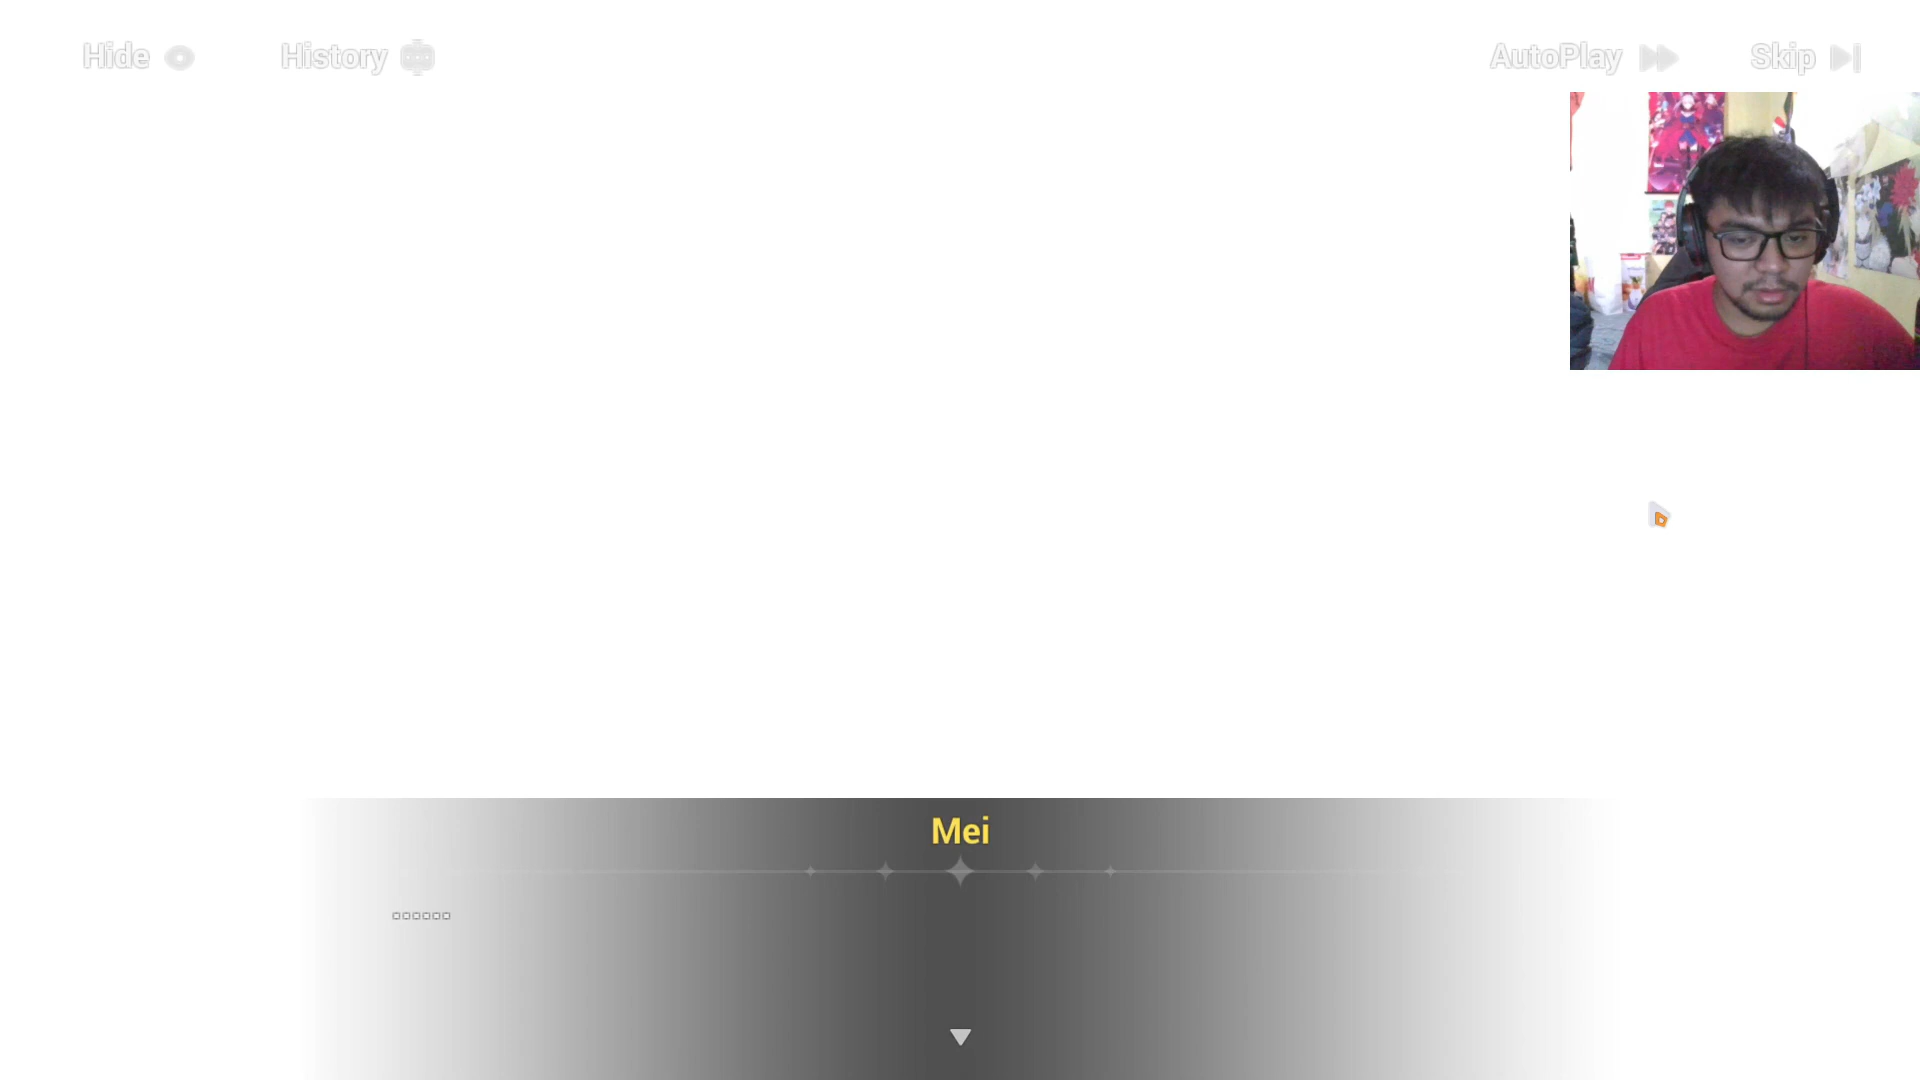 Hide
History
AutoPlay
Skip
Mei
......